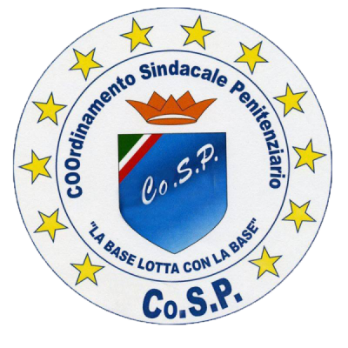 COOrdinamento Sindacale Penitenziario
Co.S.P.
"LA BASE LOTTA CON LA BASE"
Co.S.P.